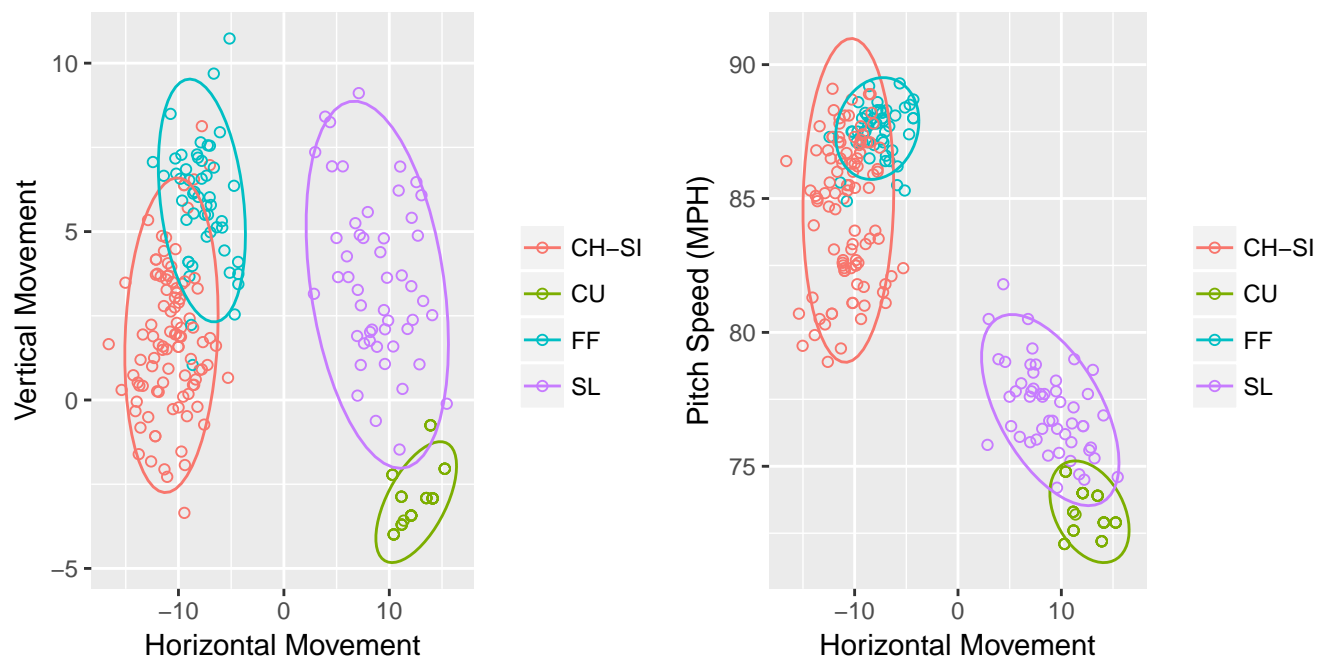 Vertical Movement
10
5
0
−5
−10
0
10
Horizontal Movement
CH−SI
CU
FF
SL
Pitch Speed (MPH)
90
85
80
75
−10
0
10
Horizontal Movement
CH−SI
CU
FF
SL